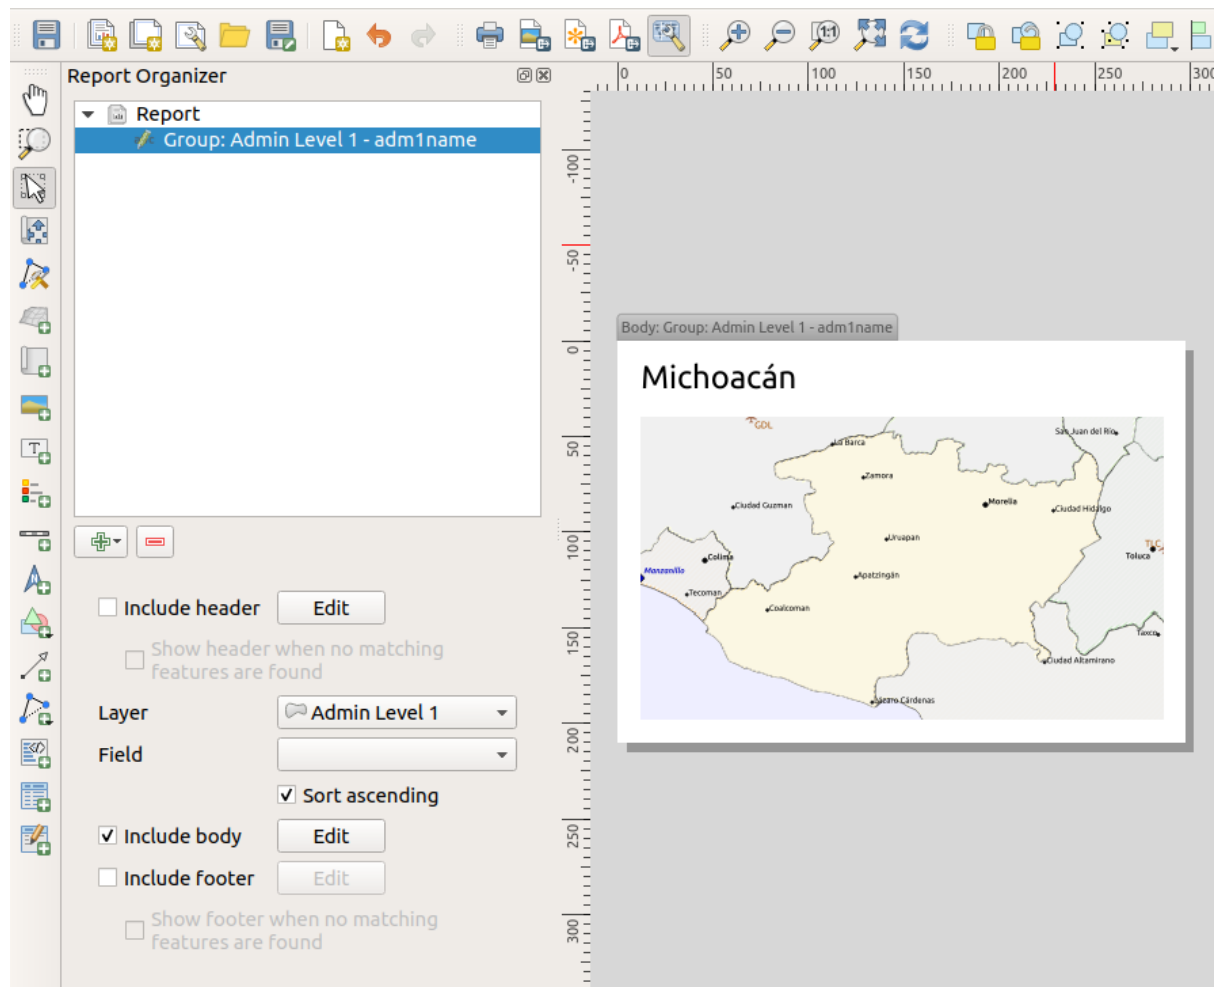 Report Organizer
Report
Group: Admin Level 1 - adm1name
Include header Edit
Show header when no matching
features are found
Layer Admin Level 1
Field
Sort ascending
Include body Edit
Include footer Edit
Show footer when no matching
features are found
1:1
0 50 100 150 200 250 300
-100
-50
0
50
100
150
200
250
300
Body: Group: Admin Level 1 - adm1name
Michoacán
GDL
San Juan del Río
La Barca
Zamora
Ciudad Guzman
Morelia
Ciudad Hidalgo
Uruapan
TLC
Toluca
Colima
Manzanillo
Apatzingán
Tecoman
Coalcoman
Taxco
Ciudad Altamirano
Lázaro Cárdenas